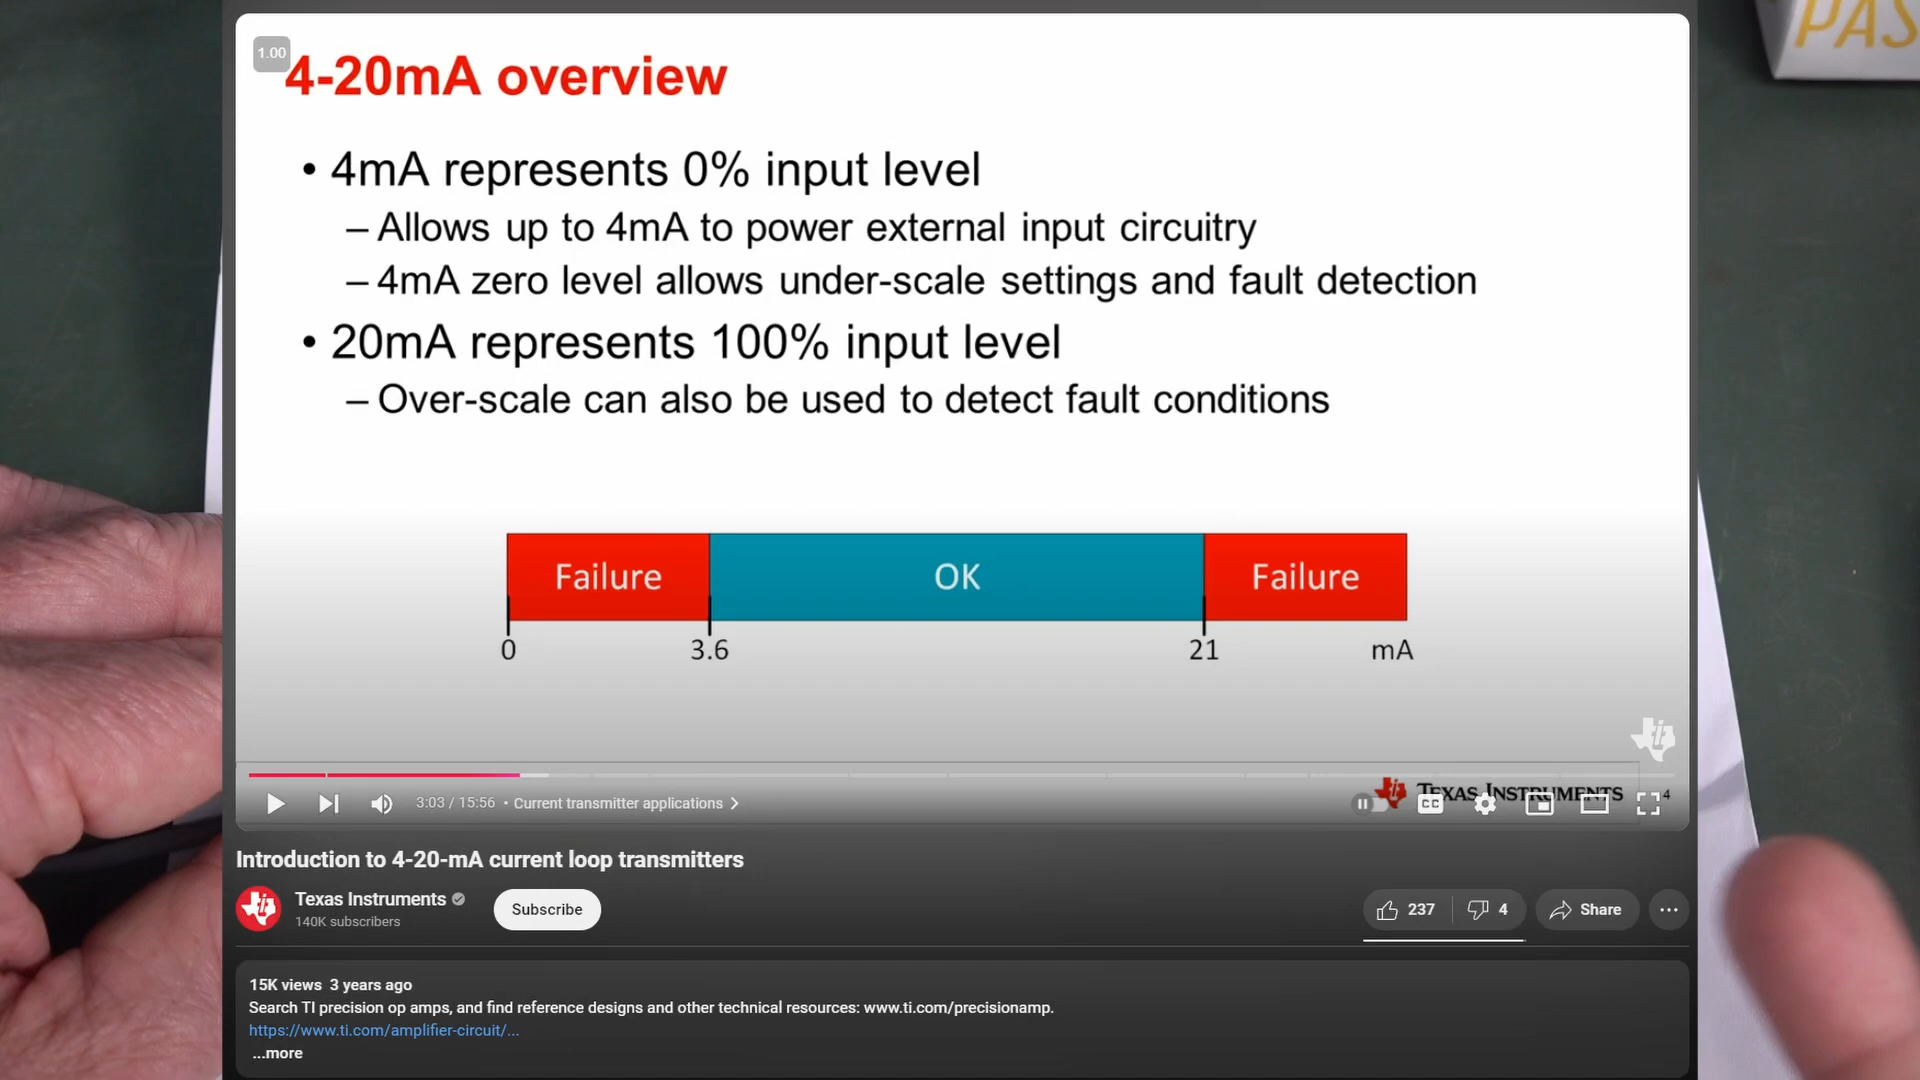 PAS
1.00
4-20mA overview
• 4mA represents 0% input level
– Allows up to 4mA to power external input circuitry
– 4mA zero level allows under-scale settings and fault detection
• 20mA represents 100% input level
– Over-scale can also be used to detect fault conditions
Failure OK Failure
0 3.6 21 mA
3:03 / 15:56 • Current transmitter applications
TEXAS INSTRUMENTS
CC
4
Introduction to 4-20-mA current loop transmitters
Texas Instruments
140K subscribers
Subscribe
237
4
Share
15K views 3 years ago
Search TI precision op amps, and find reference designs and other technical resources: www.ti.com/precisionamp.
https://www.ti.com/amplifier-circuit/...
...more